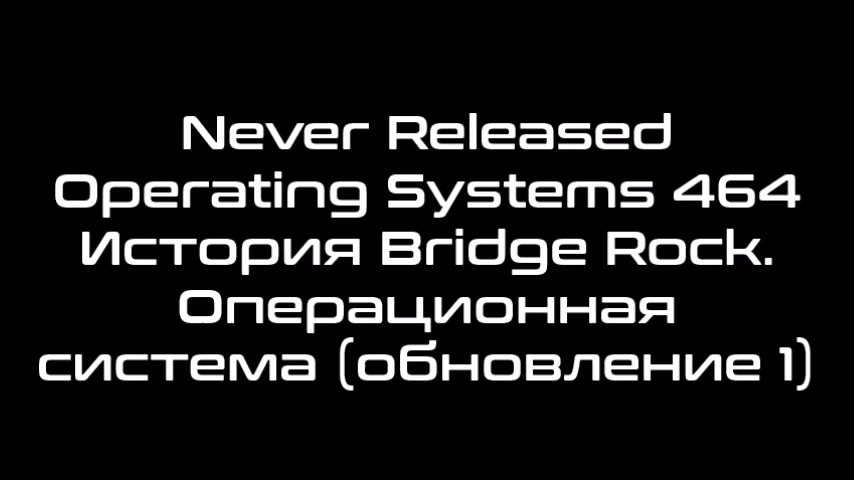 Never Released
Operating Systems 464
История Bridge Rock.
Операционная
система (обновление 1)